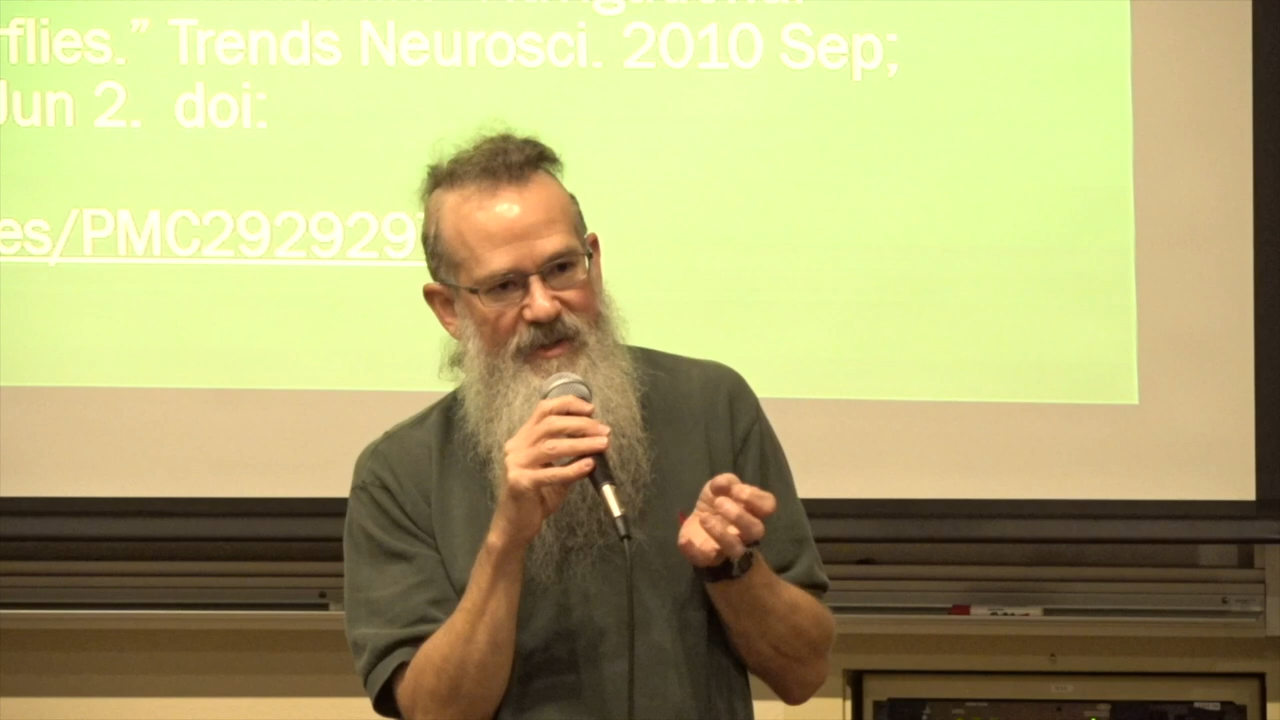 flies.” Trends Neurosci. 2010 Sep;
Jun 2. doi:
es/PMC292929